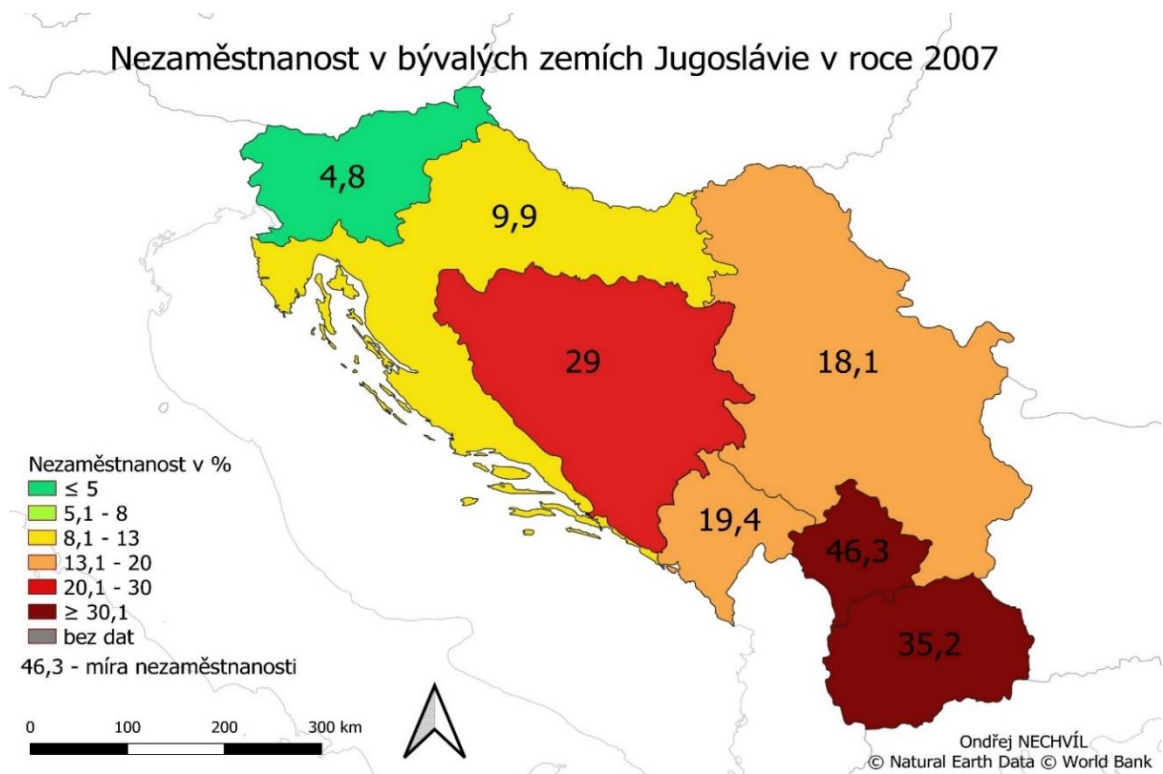 Nezaměstnanost v bývalých zemích Jugoslávie v roce 2007
4,8
9,9
29
18,1
19,4
46,3
35,2
Nezaměstnanost v %
≤ 5
5,1 - 8
8,1 - 13
13,1 - 20
20,1 - 30
≥ 30,1
bez dat
46,3 - míra nezaměstnanosti
0 100 200 300 km
Ondřej NECHVÍL
© Natural Earth Data © World Bank